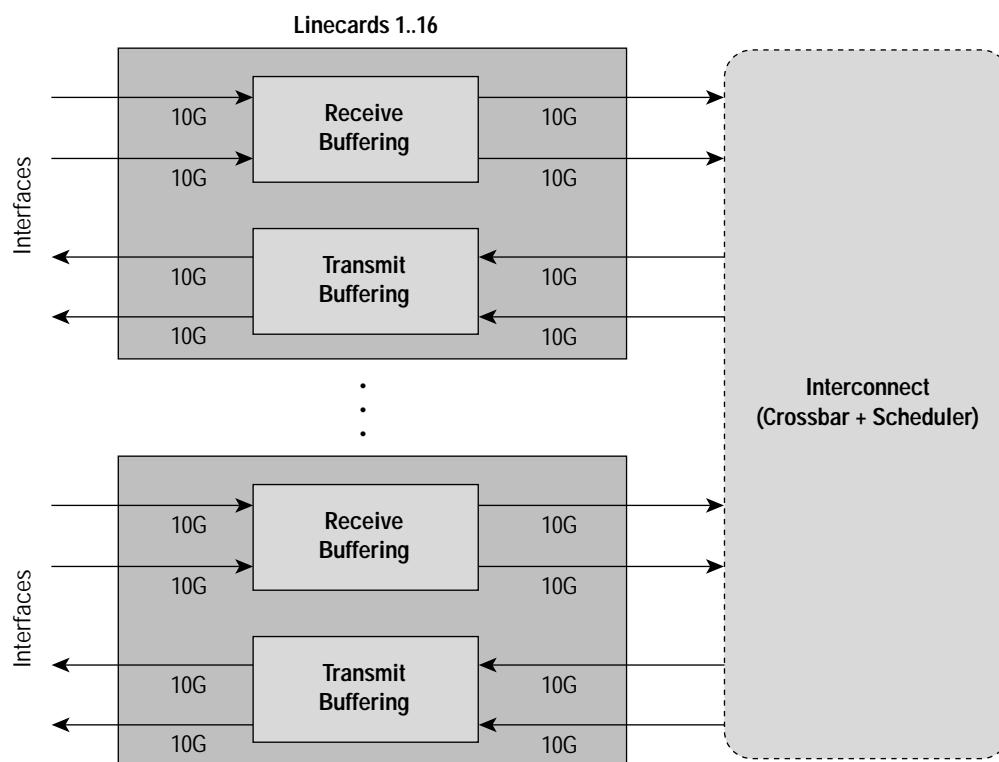 Linecards 1..16
Interfaces
10G
10G
Receive
Buffering
10G
10G
10G
10G
Transmit
Buffering
10G
10G
Interfaces
10G
10G
Receive
Buffering
10G
10G
10G
10G
Transmit
Buffering
10G
10G
Interconnect
(Crossbar + Scheduler)